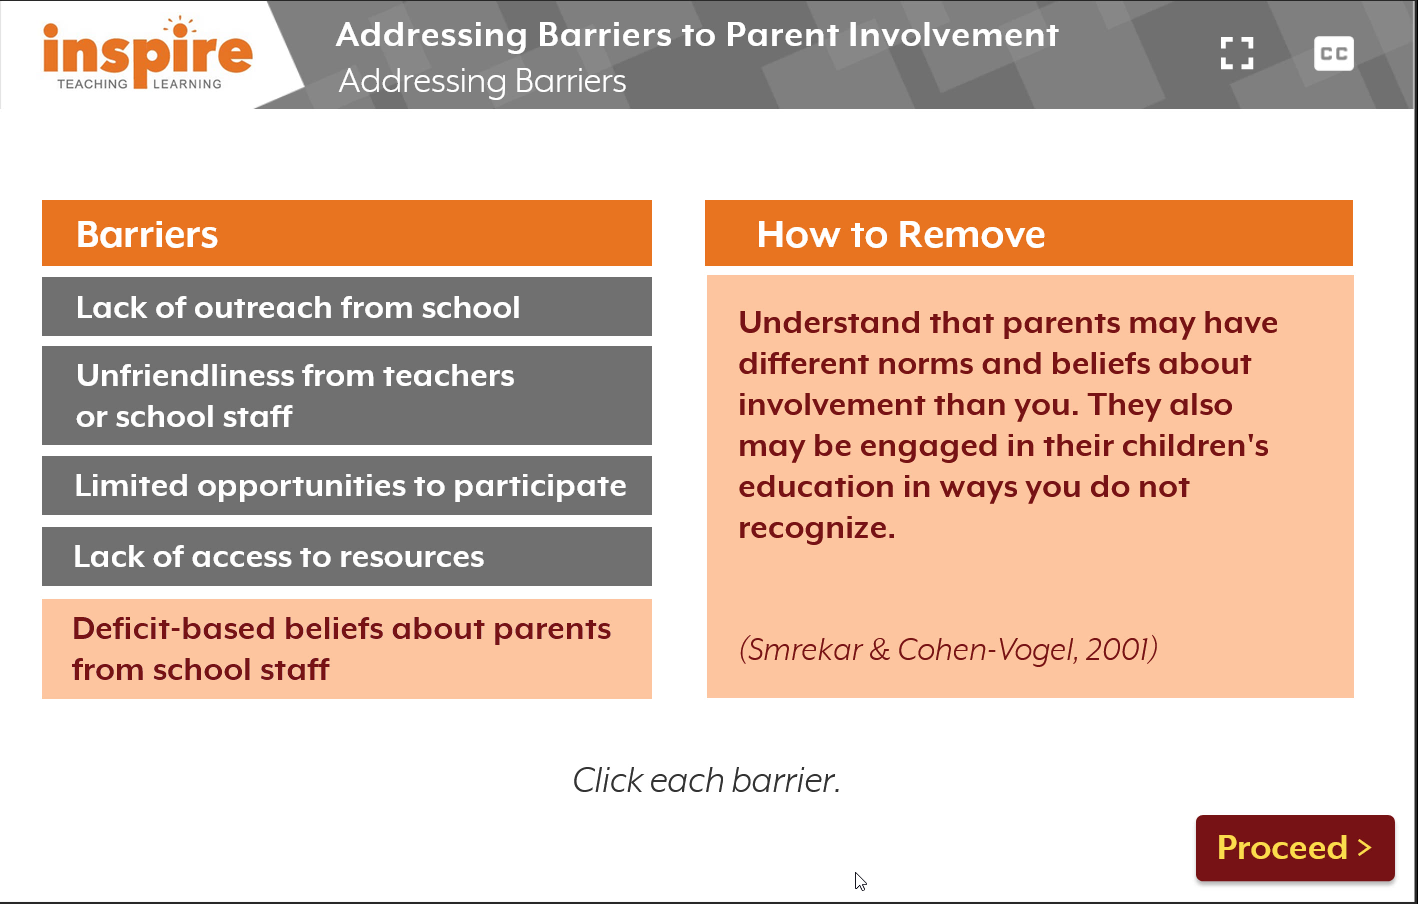 inspire
TEACHING LEARNING
Addressing Barriers to Parent Involvement
Addressing Barriers
CC
Barriers
Lack of outreach from school
Unfriendliness from teachers
or school staff
Limited opportunities to participate
Lack of access to resources
Deficit-based beliefs about parents
from school staff
How to Remove
Understand that parents may have
different norms and beliefs about
involvement than you. They also
may be engaged in their children's
education in ways you do not
recognize.
(Smrekar & Cohen-Vogel, 2001)
Click each barrier.
Proceed >